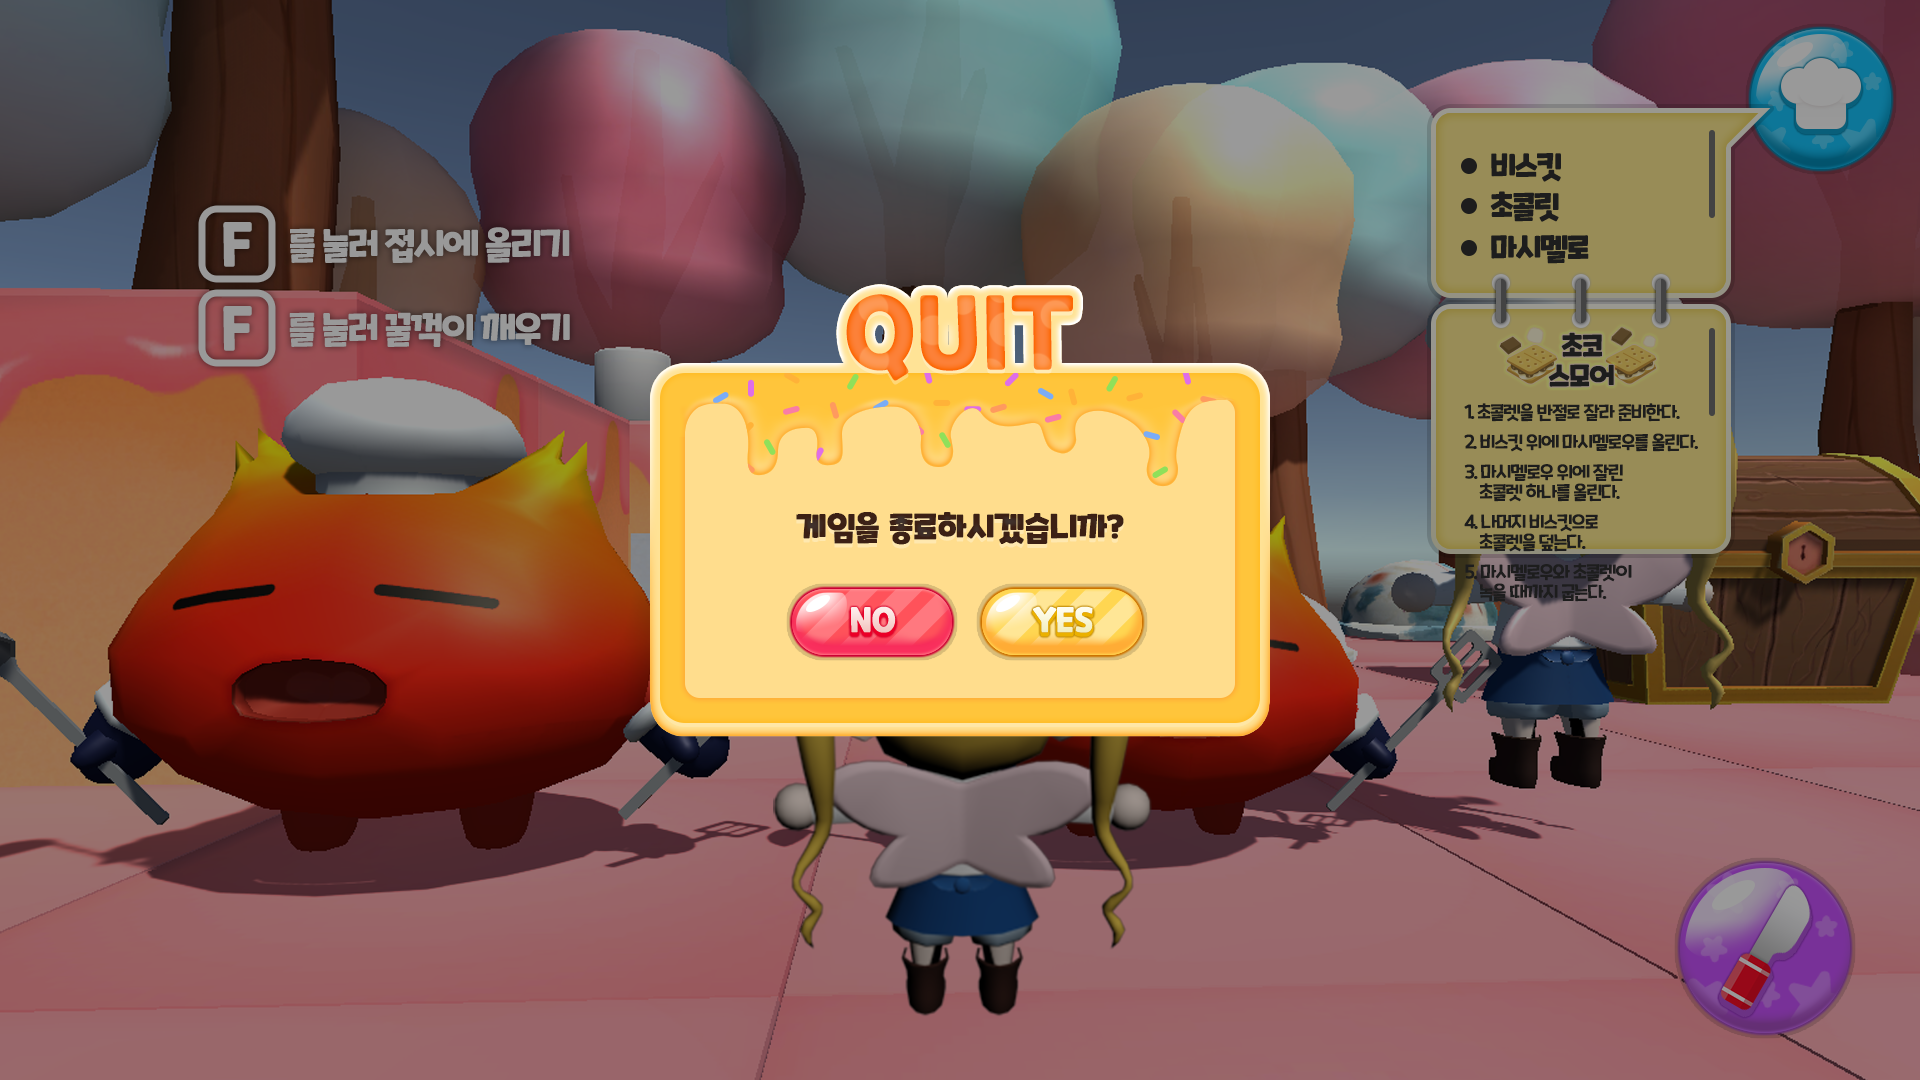 F 를 눌러 접시에 올리기
F 를 눌러 꿀꺽이 깨우기
QUIT
게임을 종료하시겠습니까?
NO
YES
• 비스킷
• 초콜릿
• 마시멜로
초코
스모어
1. 초콜렛을 반절로 잘라 준비한다.
2. 비스킷 위에 마시멜로우를 올린다.
3. 마시멜로우 위에 잘린
초콜렛 하나를 올린다.
4. 나머지 비스킷으로
초콜렛을 덮는다.
5. 마시멜로우와 초콜렛이
녹을 때까지 굽는다.